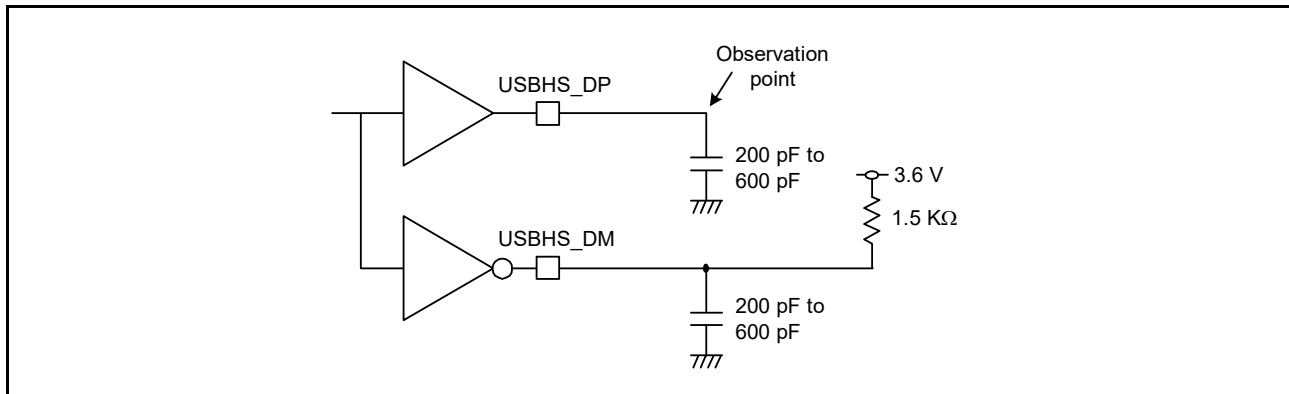 Observation
point
USBHS_DP
200 pF to
600 pF
3.6 V
1.5 KΩ
USBHS_DM
200 pF to
600 pF